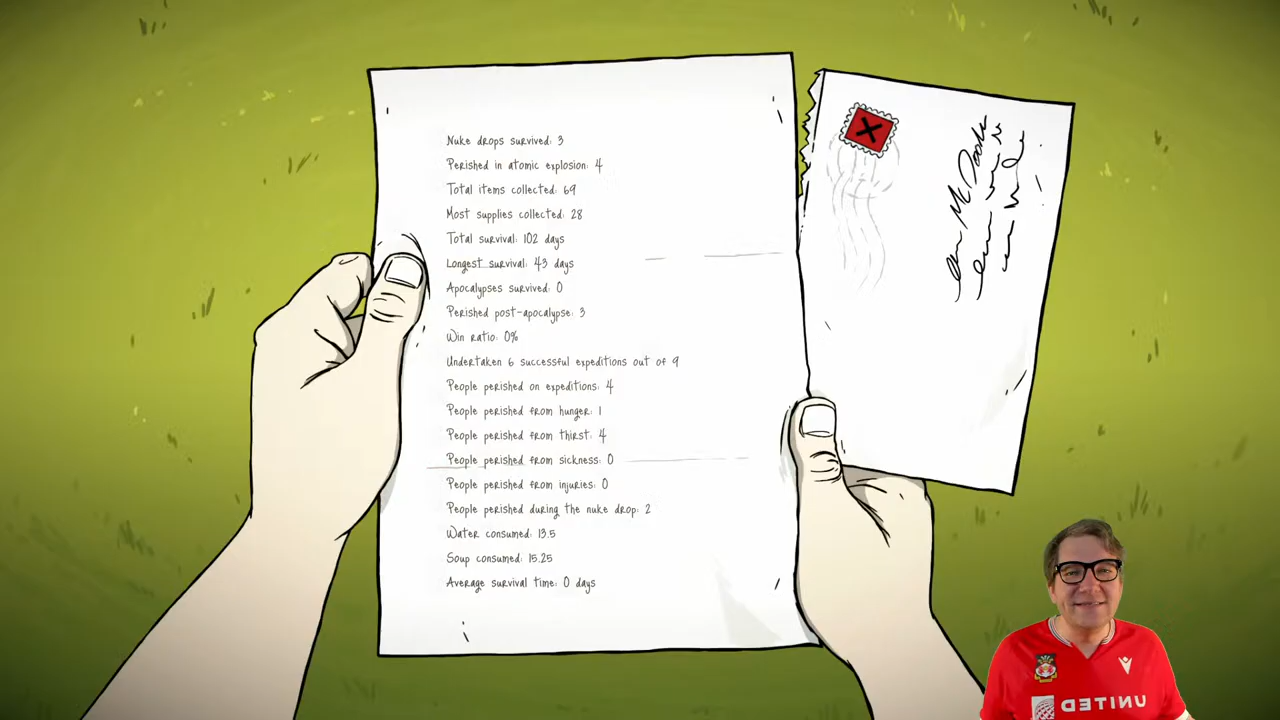 Nuke drops survived: 3
Perished in atomic explosion: 4
Total items collected: 69
Most supplies collected: 28
Total survival: 102 days
Longest survival: 43 days
Apocalypses survived: 0
Perished post-apocalypse: 3
Win ratio: 0%
Undertaken 6 successful expeditions out of 9
People perished on expeditions: 4
People perished from hunger: 1
People perished from thirst: 4
People perished from sickness: 0
People perished from injuries: 0
People perished during the nuke drop: 2
Water consumed: 13.5
Soup consumed: 15.25
Average survival time: 0 days
UNITED